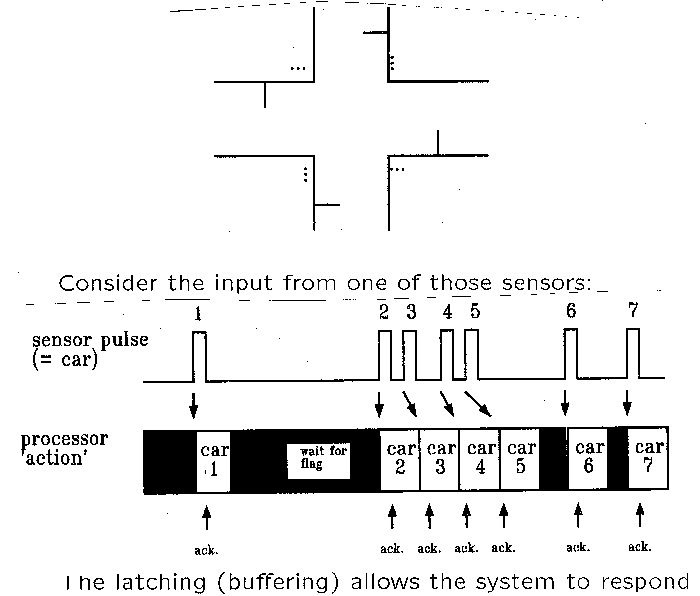 Consider the input from one of those sensors:
1 2 3 4 5 6 7
sensor pulse
(= car)
processor
'action'
car 1
wait for flag
car 2
car 3
car 4
car 5
car 6
car 7
ack. ack. ack. ack. ack. ack. ack.
The latching (buffering) allows the system to respond